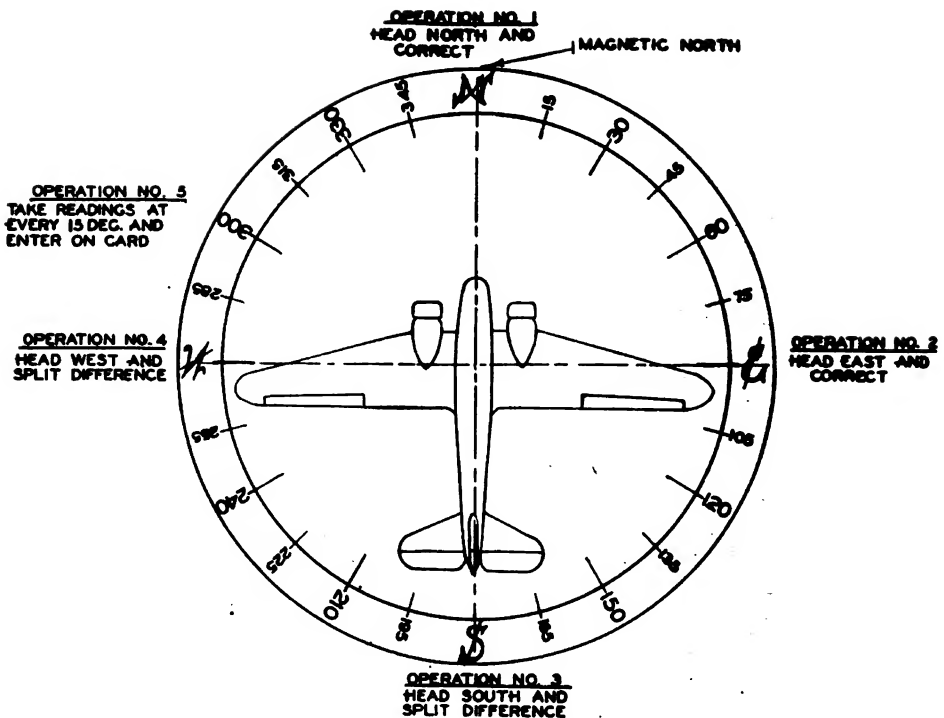 OPERATION NO. 1
HEAD NORTH AND
CORRECT
MAGNETIC NORTH
N
15
30
45
60
75
E
OPERATION NO. 2
HEAD EAST AND
CORRECT
105
120
135
150
165
S
OPERATION NO. 3
HEAD SOUTH AND
SPLIT DIFFERENCE
195
210
225
240
255
W
OPERATION NO. 4
HEAD WEST AND
SPLIT DIFFERENCE
285
300
315
330
345
OPERATION NO. 5
TAKE READINGS AT
EVERY 15 DEG. AND
ENTER ON CARD